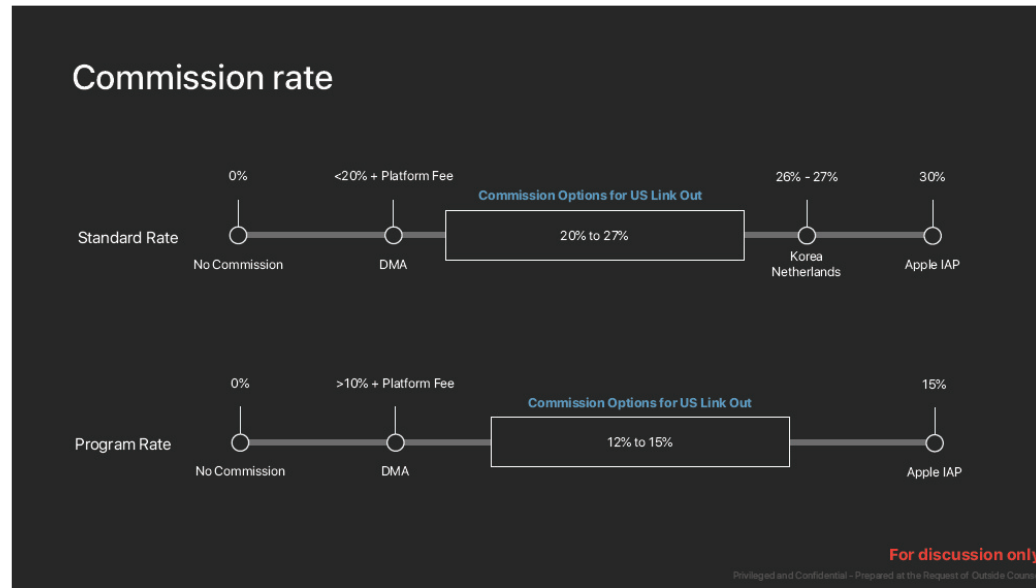 Commission rate
0%
<20% + Platform Fee
Commission Options for US Link Out
26% - 27%
30%
Standard Rate
20% to 27%
No Commission
DMA
Korea
Netherlands
Apple IAP
0%
>10% + Platform Fee
Commission Options for US Link Out
15%
Program Rate
12% to 15%
No Commission
DMA
Apple IAP
For discussion only
Privileged and Confidential - Prepared at the Request of Outside